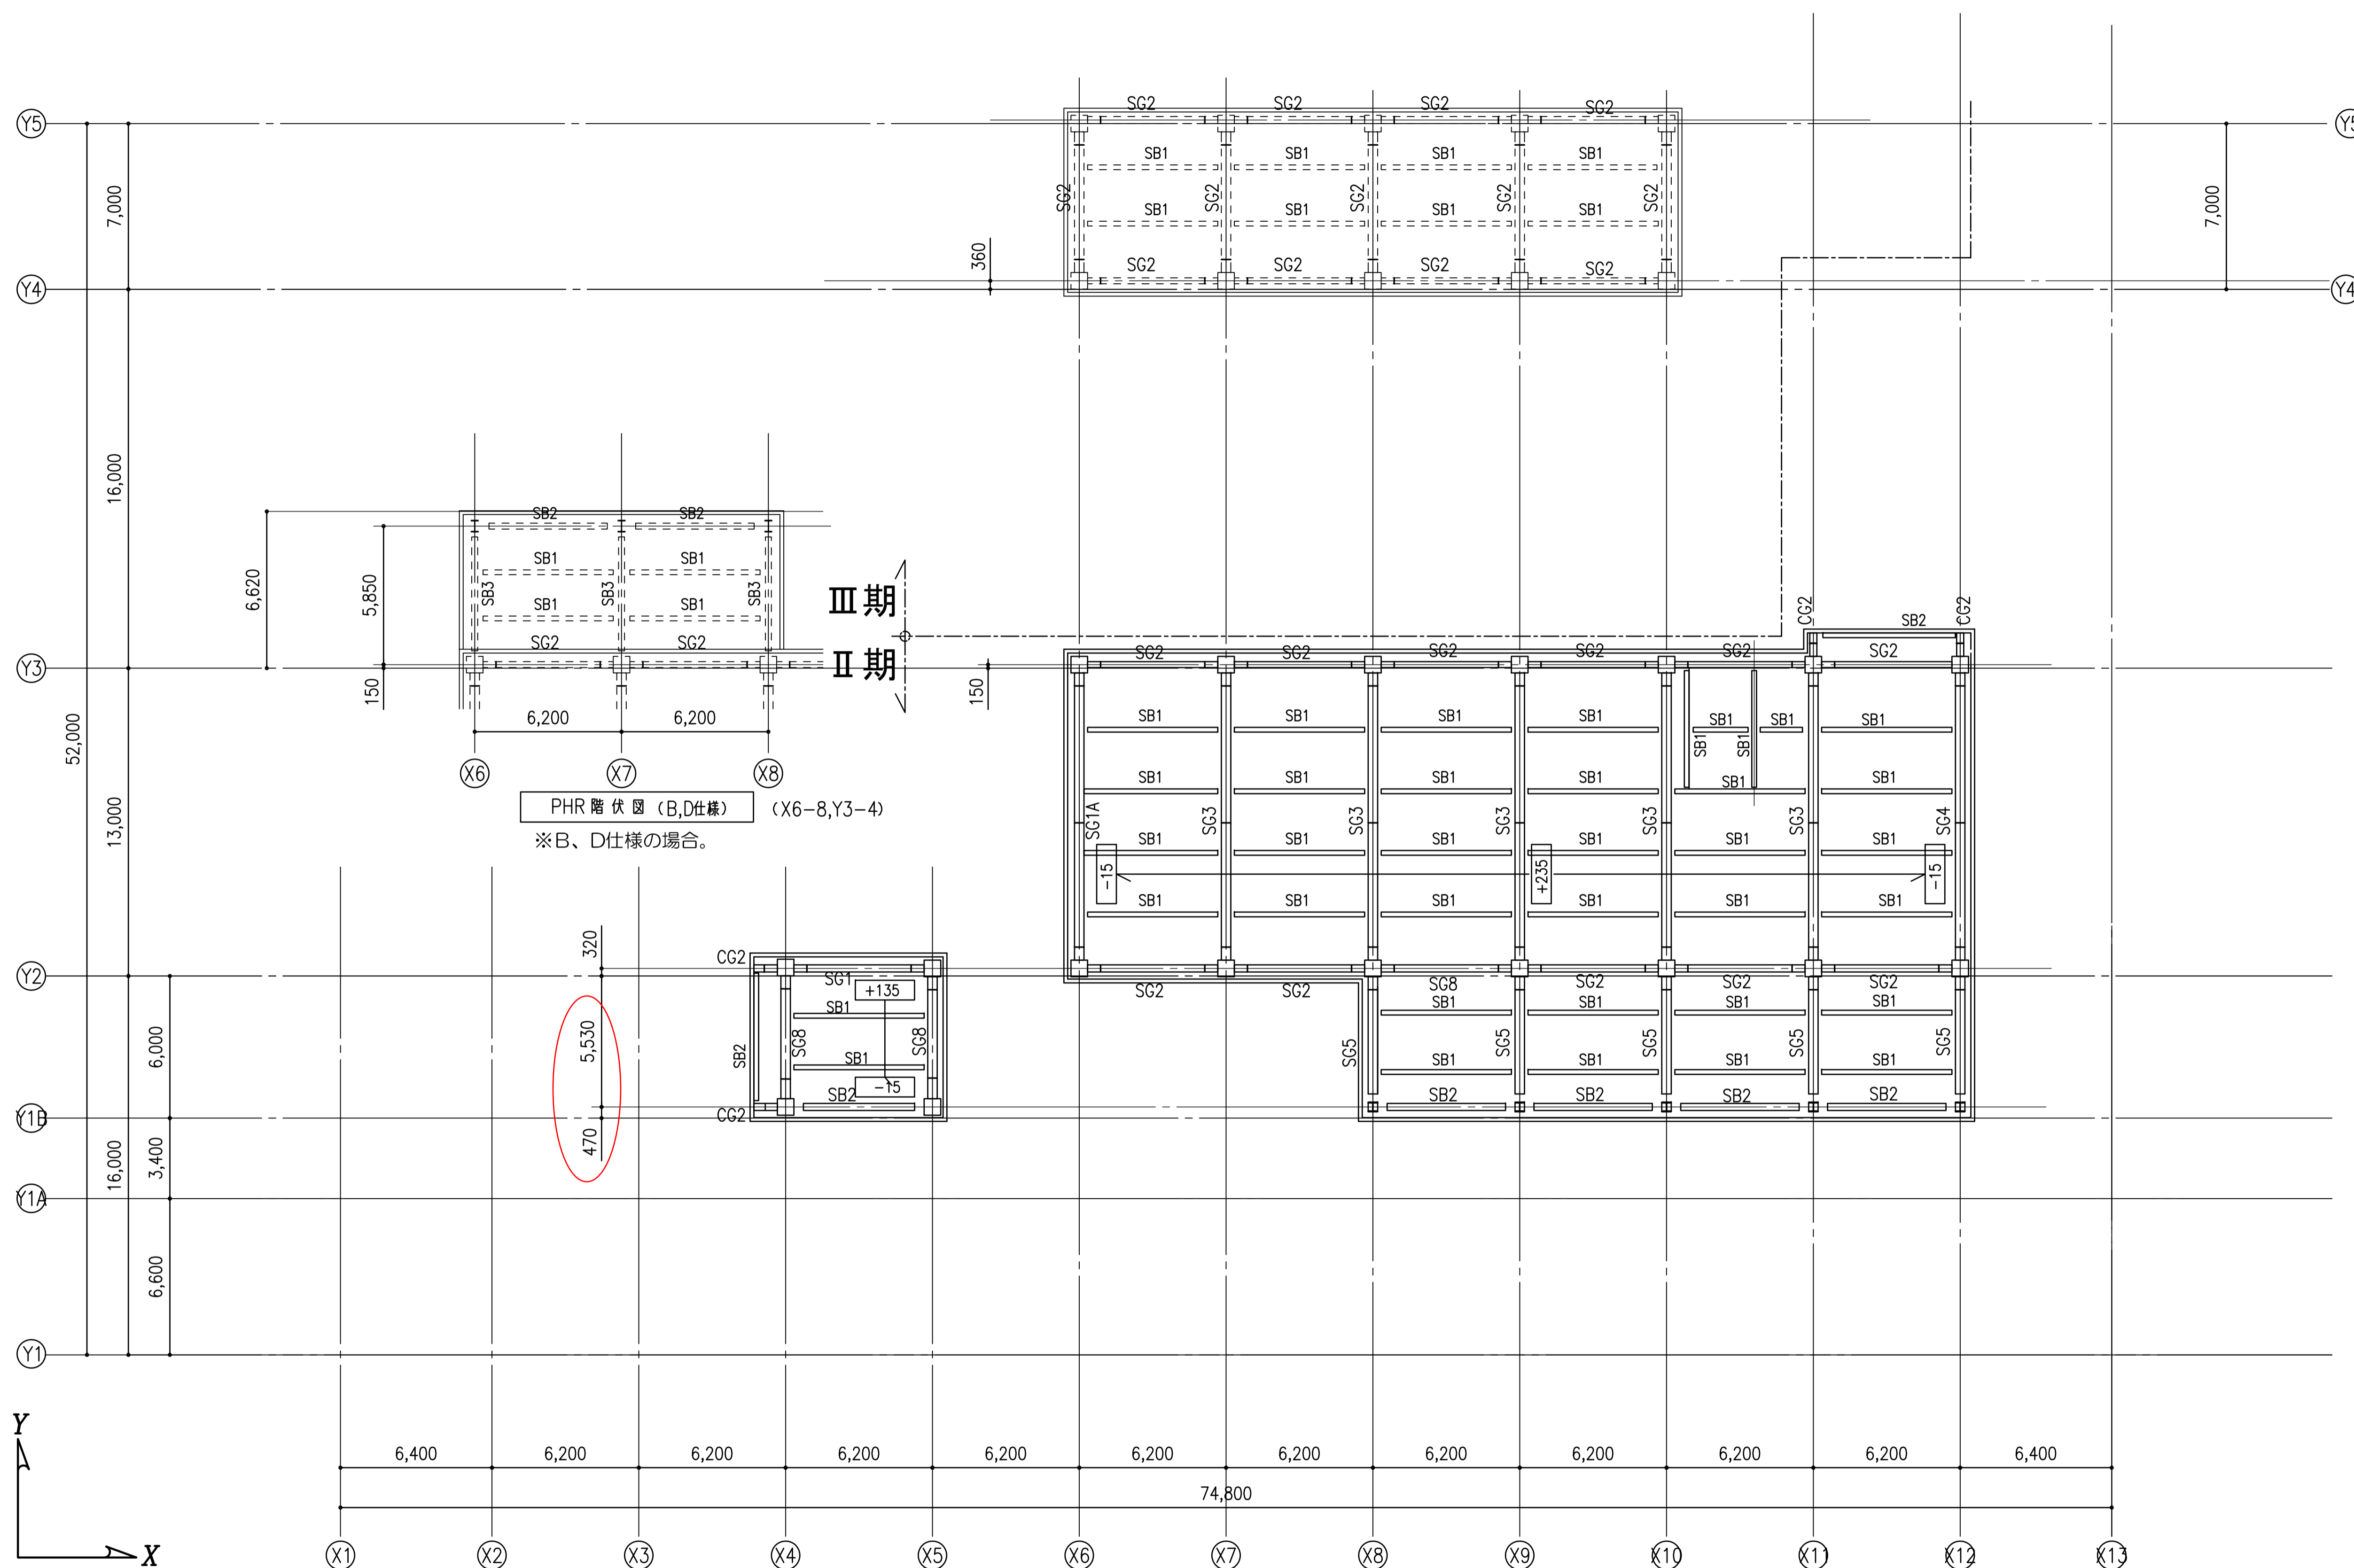 SG2 SG2 SG2 SG2
Y5 Y5
SB1 SB1 SB1 SB1
7,000 SG2 SG2 SG2 SG2 SG2 7,000
SB1 SB1 SB1 SB1
360 SG2 SG2 SG2 SG2
Y4 Y4
16,000
SB2 SB2
SB1 SB1
6,620 5,850 SB3 SB3 SB3
SB1 SB1
SG2 SG2
Ⅲ期
CG2 SB2 CG2
Ⅱ期
Y3
SG2 SG2 SG2 SG2 SG2 SG2
150 150
6,200 6,200
SB1 SB1 SB1 SB1 SB1 SB1 SB1
SB1 SB1
52,000
X6 X7 X8
SB1 SB1 SB1 SB1 SB1 SB1
PHR階伏図(B,D仕様) (X6-8,Y3-4)
※B、D仕様の場合。
13,000
SG1A SG3 SG3 SG3 SG3 SG3 SG4
SB1 SB1 SB1 SB1 SB1 SB1
-15 +235 -15
SB1 SB1 SB1 SB1 SB1 SB1
320
CG2
Y2
SG1
+135
SG2 SG2 SG8 SG2 SG2 SG2
SB1
SB1 SB1 SB1 SB1
6,000 5,530
SB2 SG8 SG8
SG5 SG5 SG5 SG5 SG5
SB1
SB1 SB1 SB1 SB1
-15
SB2
SB2 SB2 SB2 SB2
Y1B
CG2
470
16,000 3,400
Y1A
6,600
Y1
Y
X
6,400 6,200 6,200 6,200 6,200 6,200 6,200 6,200 6,200 6,200 6,200 6,400
74,800
X1 X2 X3 X4 X5 X6 X7 X8 X9 X10 X11 X12 X13